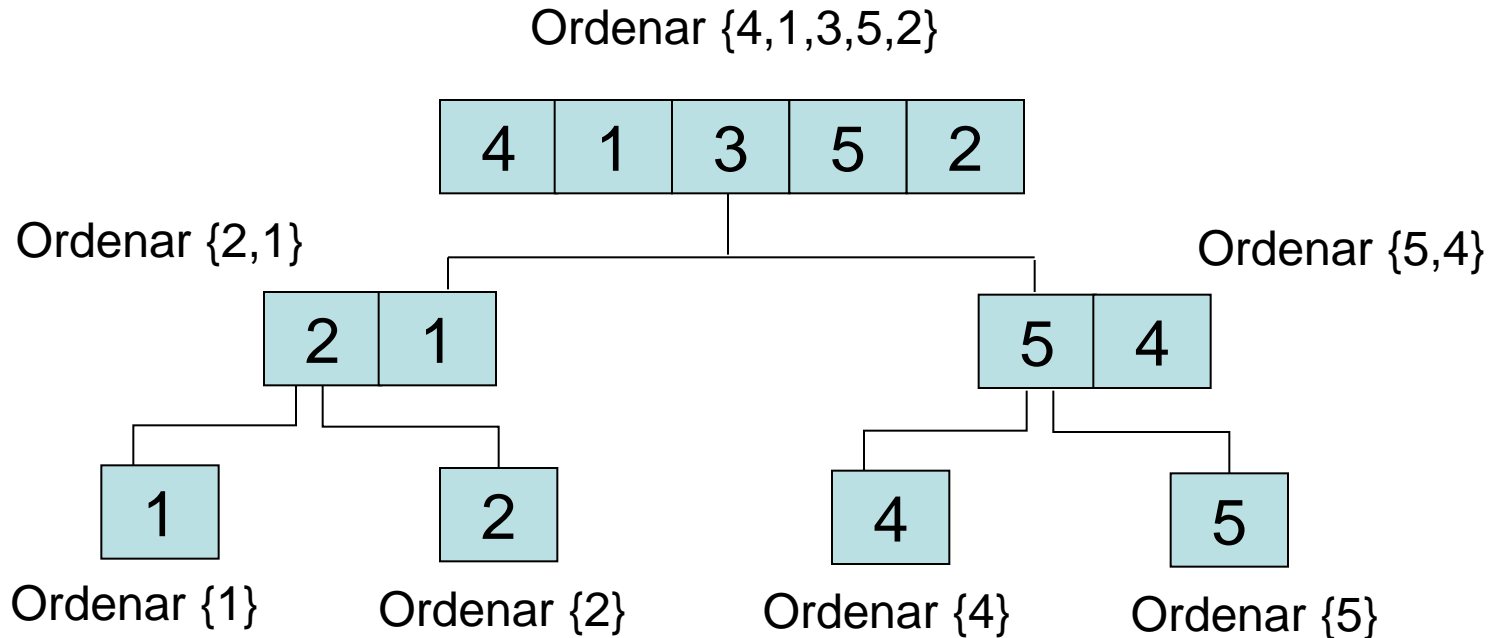 Ordenar {4,1,3,5,2}
4 1 3 5 2
Ordenar {2,1}
Ordenar {5,4}
2 1
5 4
1
2
4
5
Ordenar {1}
Ordenar {2}
Ordenar {4}
Ordenar {5}